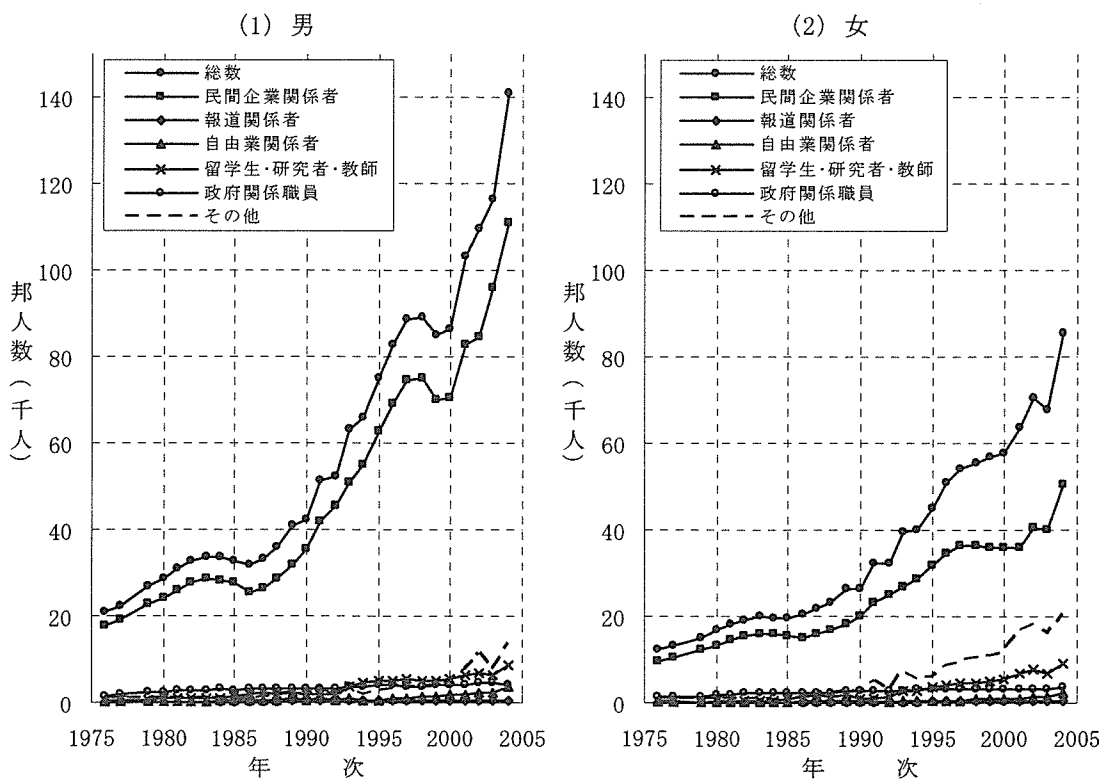 (1) 男
総数
民間企業関係者
報道関係者
自由業関係者
留学生・研究者・教師
政府関係職員
その他
邦人数(千人)
140
120
100
80
60
40
20
0
1975 1980 1985 1990 1995 2000 2005
年 次
(2) 女
総数
民間企業関係者
報道関係者
自由業関係者
留学生・研究者・教師
政府関係職員
その他
邦人数(千人)
140
120
100
80
60
40
20
0
1975 1980 1985 1990 1995 2000 2005
年 次